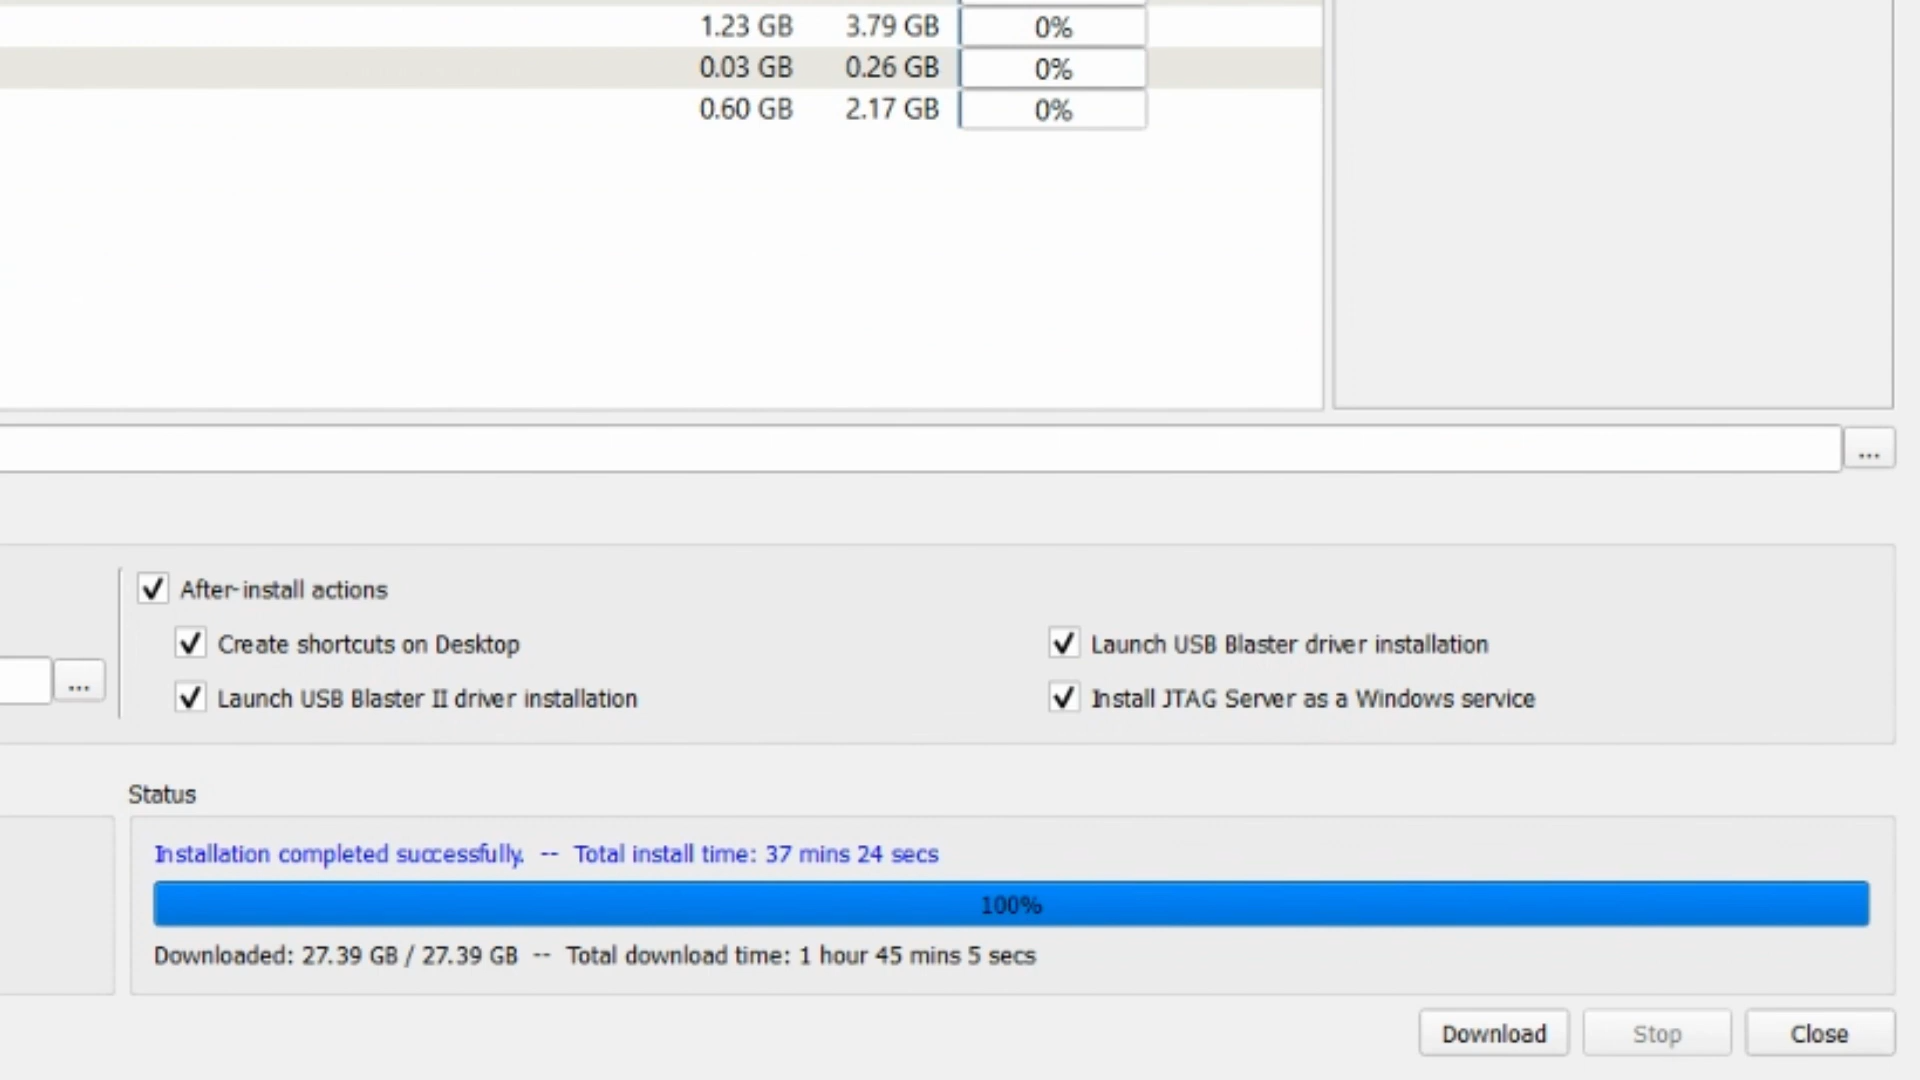 1.23 GB 3.79 GB 0%
0.03 GB 0.26 GB 0%
0.60 GB 2.17 GB 0%
...
After-install actions
Create shortcuts on Desktop Launch USB Blaster driver installation
... Launch USB Blaster II driver installation Install JTAG Server as a Windows service
Status
Installation completed successfully. -- Total install time: 37 mins 24 secs
100%
Downloaded: 27.39 GB / 27.39 GB -- Total download time: 1 hour 45 mins 5 secs
Download Stop Close